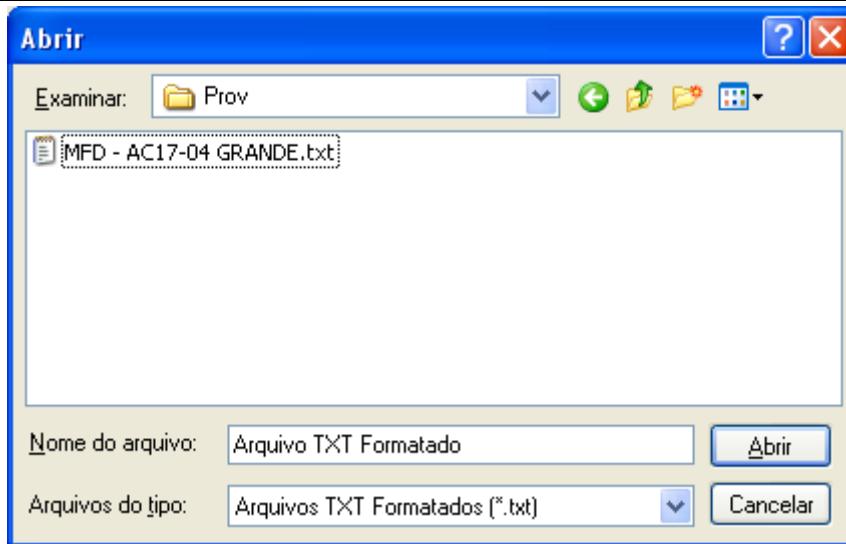 Abrir
Examinar: Prov
MFD - AC17-04 GRANDE.txt
Nome do arquivo: Arquivo TXT Formatado Abrir
Arquivos do tipo: Arquivos TXT Formatados (*.txt) Cancelar